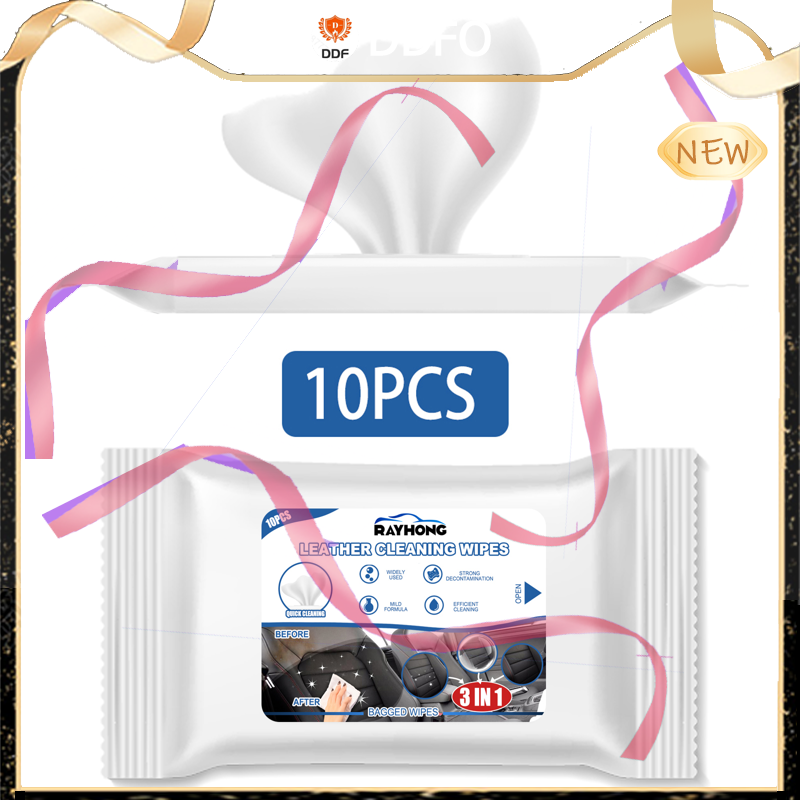 DDFO
DDF
NEW
10PCS
10PCS
RAYHONG
LEATHER CLEANING WIPES
WIDELY
USED
STRONG
DECONTAMINATION
MILD
FORMULA
EFFICIENT
CLEANING
OPEN
QUICK CLEANING
BEFORE
AFTER
3 IN 1
BAGGED WIPES